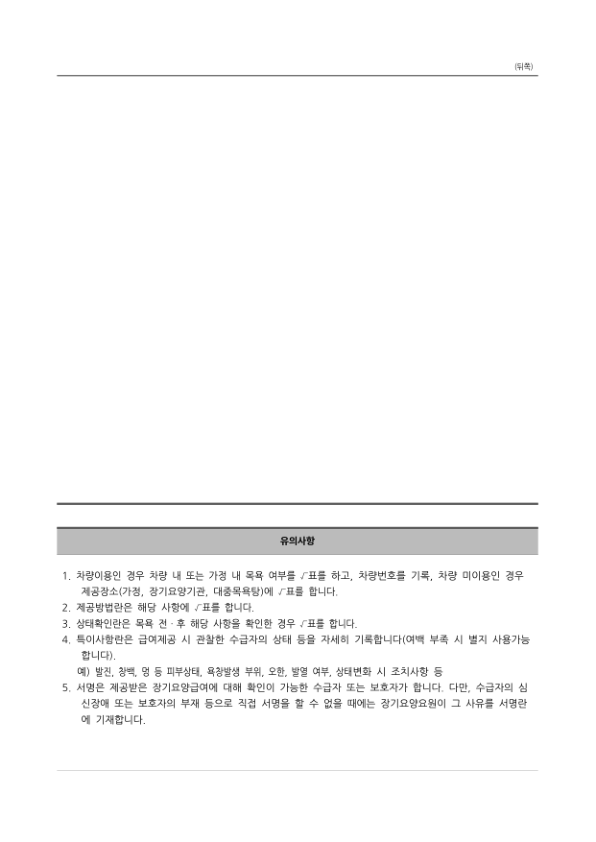 (뒤쪽)
유의사항
1. 차량이용인 경우 차량 내 또는 가정 내 목욕 여부를 √표를 하고, 차량번호를 기록, 차량 미이용인 경우
제공장소(가정, 장기요양기관, 대중목욕탕)에 √표를 합니다.
2. 제공방법란은 해당 사항에 √표를 합니다.
3. 상태확인란은 목욕 전ㆍ후 해당 사항을 확인한 경우 √표를 합니다.
4. 특이사항란은 급여제공 시 관찰한 수급자의 상태 등을 자세히 기록합니다(여백 부족 시 별지 사용가능
합니다).
예) 발진, 창백, 멍 등 피부상태, 욕창발생 부위, 오한, 발열 여부, 상태변화 시 조치사항 등
5. 서명은 제공받은 장기요양급여에 대해 확인이 가능한 수급자 또는 보호자가 합니다. 다만, 수급자의 심
신장애 또는 보호자의 부재 등으로 직접 서명을 할 수 없을 때에는 장기요양요원이 그 사유를 서명란
에 기재합니다.